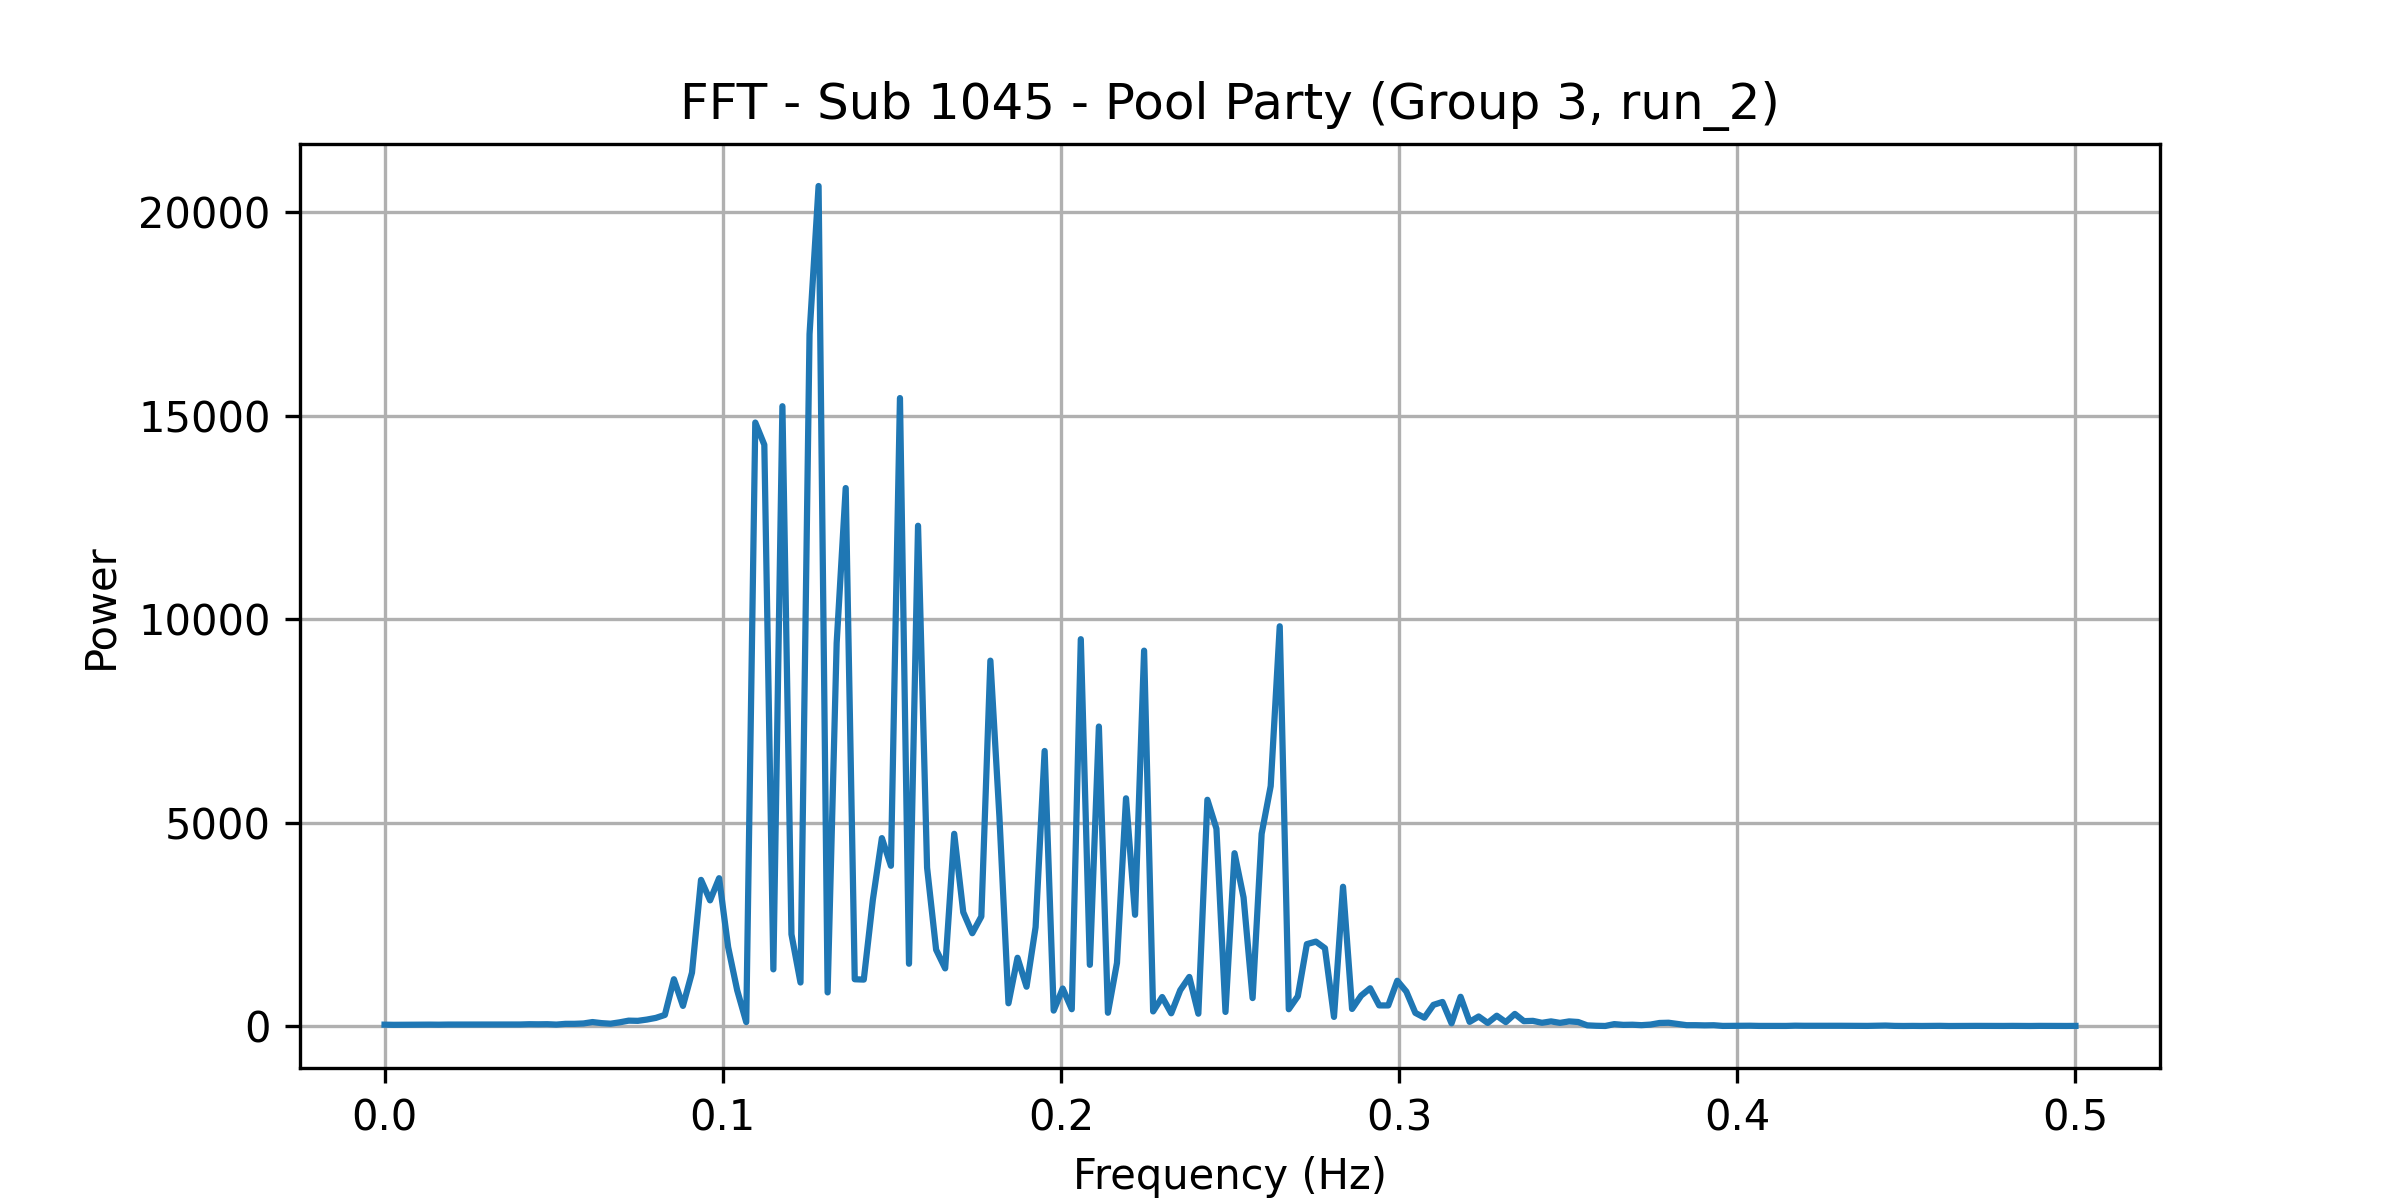 FFT - Sub 1045 - Pool Party (Group 3, run_2)
20000
15000
10000
5000
0
Power
0.0 0.1 0.2 0.3 0.4 0.5
Frequency (Hz)